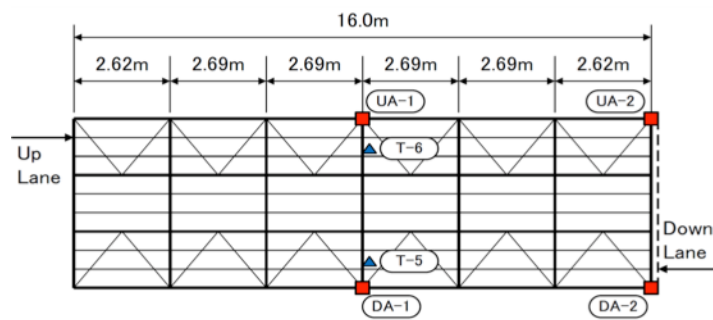 16.0m
2.62m 2.69m 2.69m 2.69m 2.69m 2.62m
UA-1 UA-2
Up
Lane
T-6
Down
Lane
T-5
DA-1 DA-2